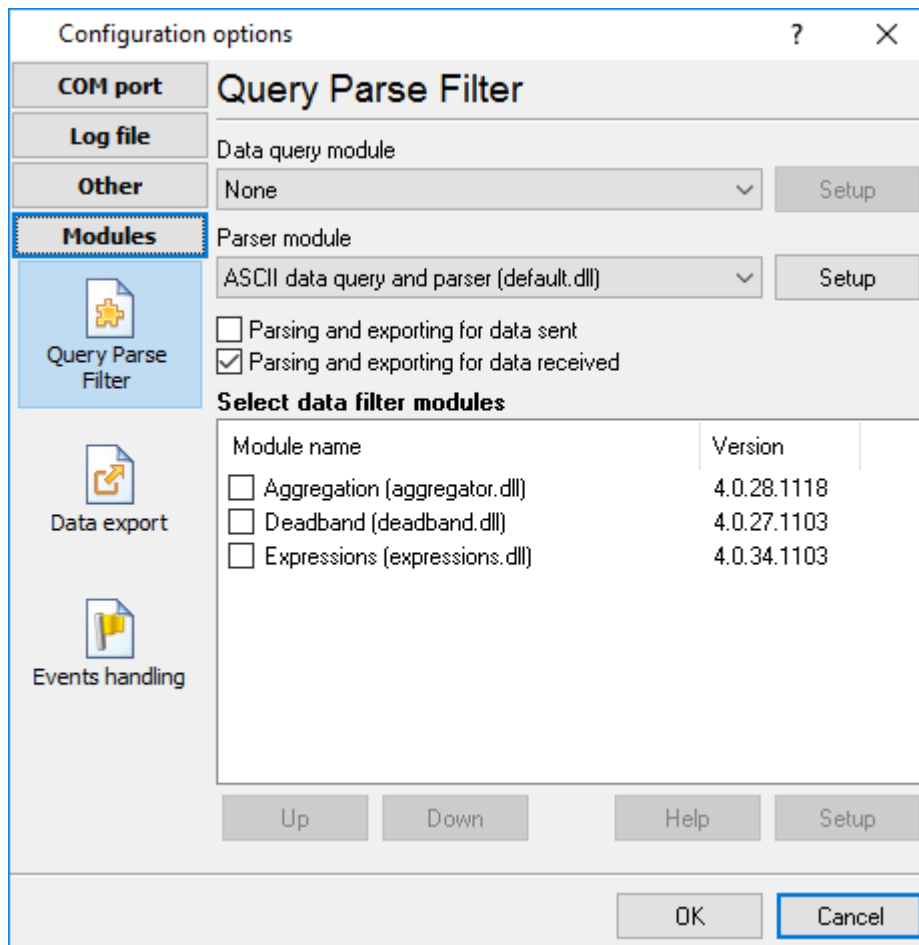 Configuration options
?
COM port
Log file
Other
Modules
Query Parse
Filter
Data export
Events handling
Query Parse Filter
Data query module
None
Setup
Parser module
ASCII data query and parser (default.dll)
Setup
Parsing and exporting for data sent
Parsing and exporting for data received
Select data filter modules
Module name Version
Aggregation (aggregator.dll) 4.0.28.1118
Deadband (deadband.dll) 4.0.27.1103
Expressions (expressions.dll) 4.0.34.1103
Up Down Help Setup
OK Cancel